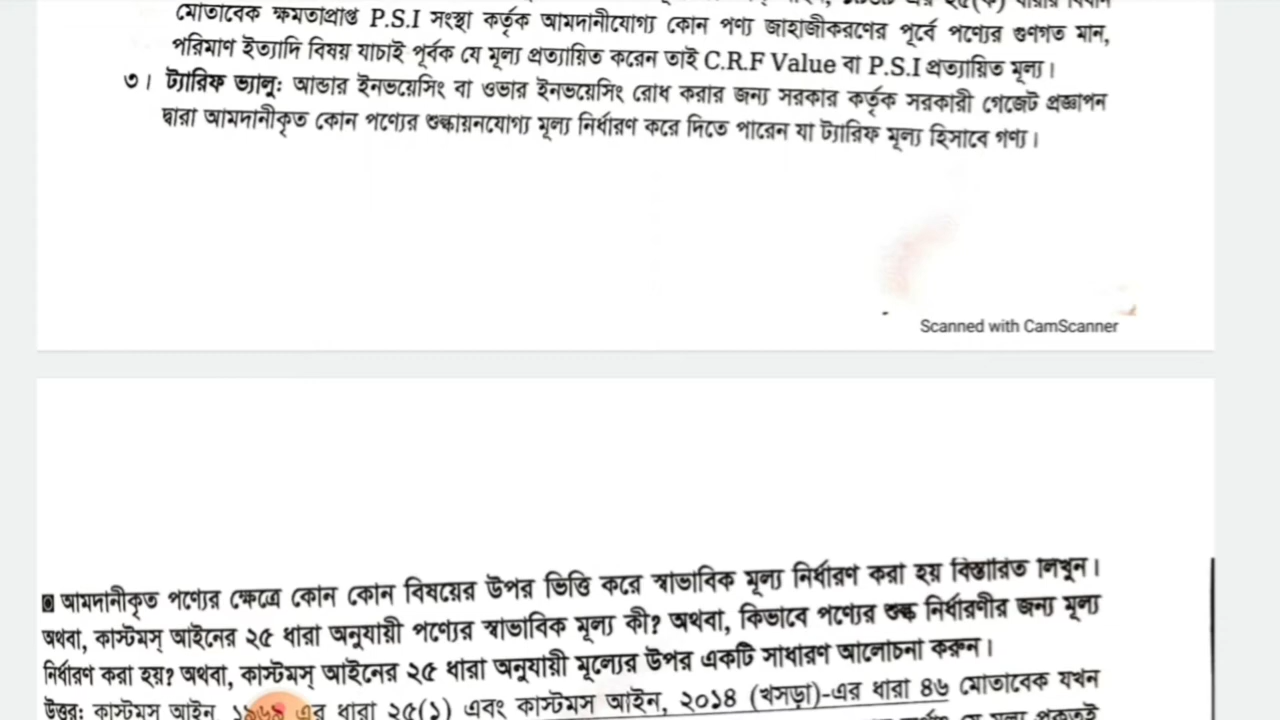 মোতাবেক ক্ষমতাপ্রাপ্ত P.S.I সংস্থা কর্তৃক আমদানীযোগ্য কোন পণ্য জাহাজীকরণের পূর্বে পণ্যের গুণগত মান,
পরিমাণ ইত্যাদি বিষয় যাচাই পূর্বক যে মূল্য প্রত্যায়িত করেন তাই C.R.F Value বা P.S.I প্রত্যায়িত মূল্য।
৩। ট্যারিফ ভ্যালু: আন্ডার ইনভয়েসিং বা ওভার ইনভয়েসিং রোধ করার জন্য সরকার কর্তৃক সরকারী গেজেট প্রজ্ঞাপন
দ্বারা আমদানীকৃত কোন পণ্যের শুল্কায়নযোগ্য মূল্য নির্ধারণ করে দিতে পারেন যা ট্যারিফ মূল্য হিসাবে গণ্য।
Scanned with CamScanner
আমদানীকৃত পণ্যের ক্ষেত্রে কোন কোন বিষয়ের উপর ভিত্তি করে স্বাভাবিক মূল্য নির্ধারণ করা হয় বিস্তারিত লিখুন।
অথবা, কাস্টমস্ আইনের ২৫ ধারা অনুযায়ী পণ্যের স্বাভাবিক মূল্য কী? অথবা, কিভাবে পণ্যের শুল্ক নির্ধারণীর জন্য মূল্য
নির্ধারণ করা হয়? অথবা, কাস্টমস্ আইনের ২৫ ধারা অনুযায়ী মূল্যের উপর একটি সাধারণ আলোচনা করুন।
উত্তর: কাস্টমস আইন, ১৯৬৯ এর ধারা ২৫(১) এবং কাস্টমস আইন, ২০১৪ (খসড়া)-এর ধারা ৪৬ মোতাবেক যখন